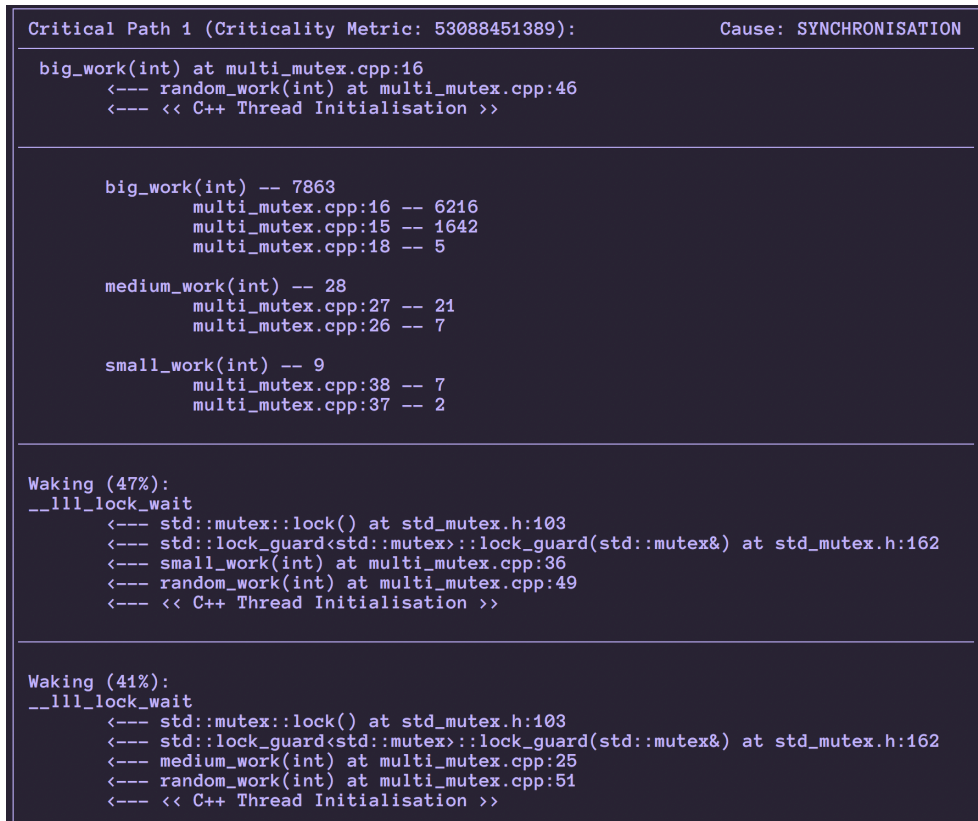 Critical Path 1 (Criticality Metric: 53088451389): Cause: SYNCHRONISATION
big_work(int) at multi_mutex.cpp:16
<--- random_work(int) at multi_mutex.cpp:46
<--- << C++ Thread Initialisation >>
big_work(int) -- 7863
multi_mutex.cpp:16 -- 6216
multi_mutex.cpp:15 -- 1642
multi_mutex.cpp:18 -- 5
medium_work(int) -- 28
multi_mutex.cpp:27 -- 21
multi_mutex.cpp:26 -- 7
small_work(int) -- 9
multi_mutex.cpp:38 -- 7
multi_mutex.cpp:37 -- 2
Waking (47%):
__lll_lock_wait
<--- std::mutex::lock() at std_mutex.h:103
<--- std::lock_guard<std::mutex>::lock_guard(std::mutex&) at std_mutex.h:162
<--- small_work(int) at multi_mutex.cpp:36
<--- random_work(int) at multi_mutex.cpp:49
<--- << C++ Thread Initialisation >>
Waking (41%):
__lll_lock_wait
<--- std::mutex::lock() at std_mutex.h:103
<--- std::lock_guard<std::mutex>::lock_guard(std::mutex&) at std_mutex.h:162
<--- medium_work(int) at multi_mutex.cpp:25
<--- random_work(int) at multi_mutex.cpp:51
<--- << C++ Thread Initialisation >>